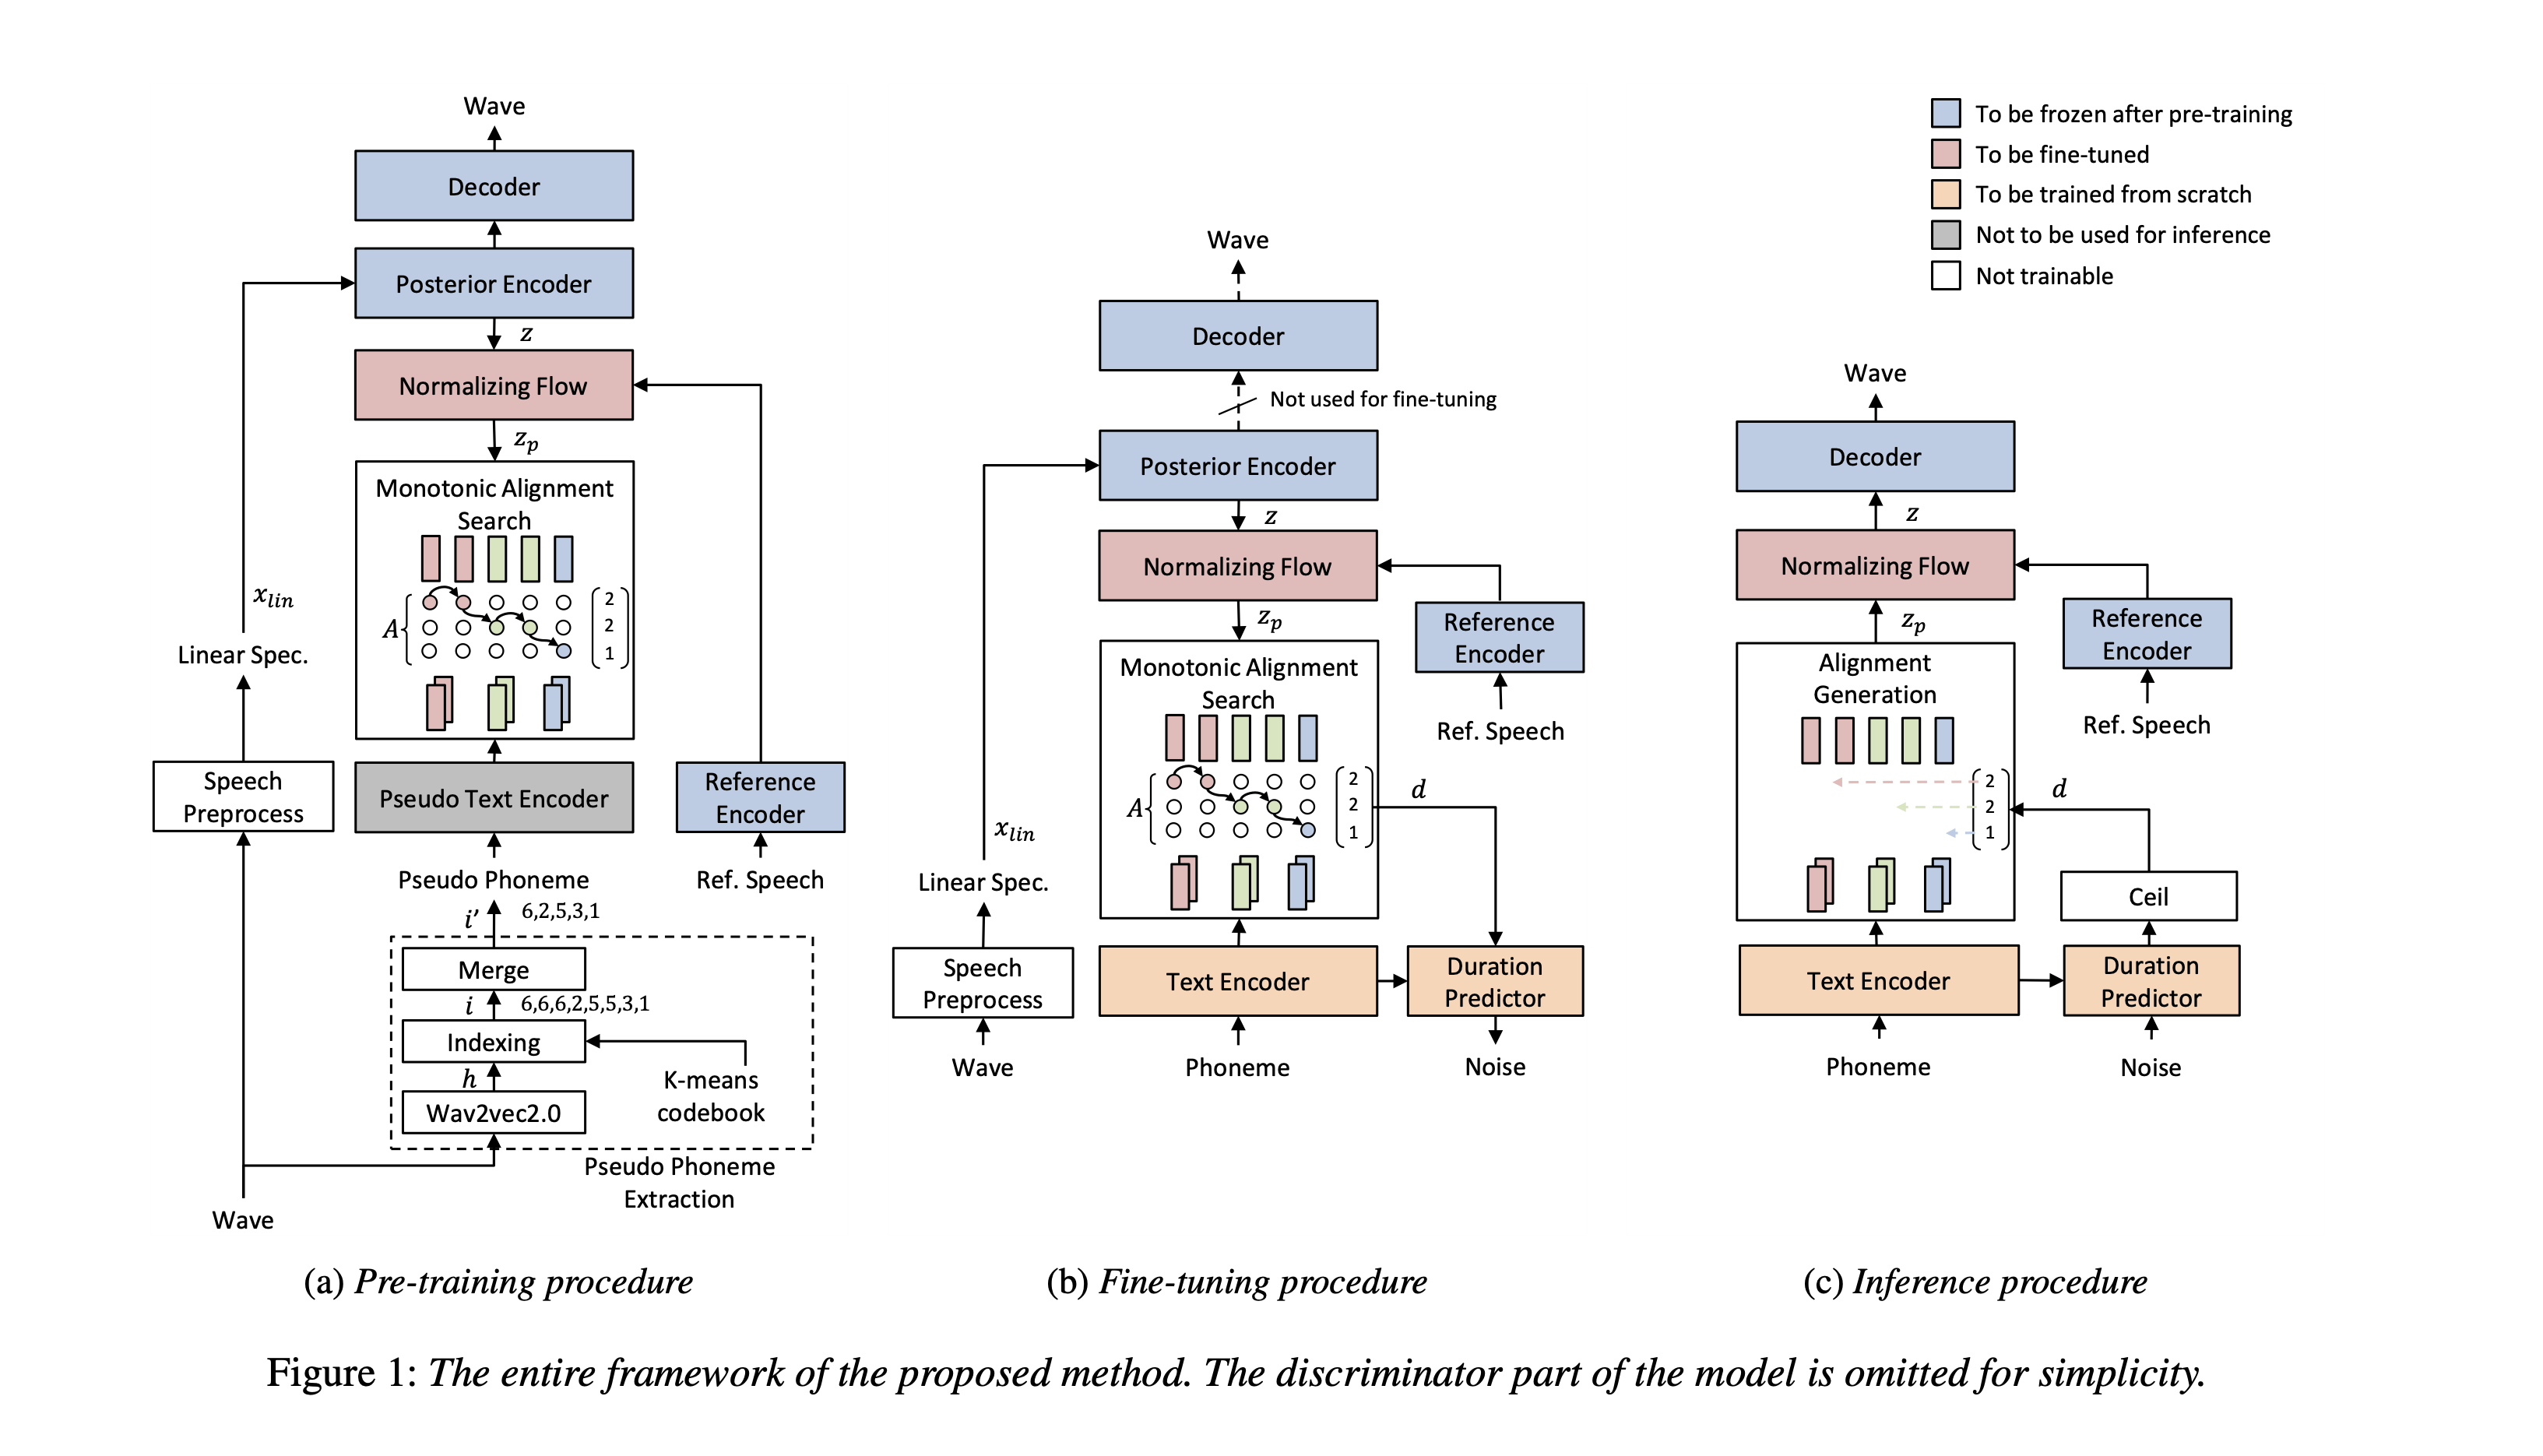 Wave
Decoder
Posterior Encoder
z
Normalizing Flow
z_p
Monotonic Alignment
Search
A
2
2
1
x_lin
Linear Spec.
Speech
Preprocess
Pseudo Text Encoder
Reference
Encoder
Pseudo Phoneme
Ref. Speech
i′ 6,2,5,3,1
Merge
i 6,6,6,2,5,5,3,1
Indexing
h
K-means
codebook
Wav2vec2.0
Pseudo Phoneme
Extraction
Wave
(a) Pre-training procedure
Wave
Decoder
Not used for fine-tuning
Posterior Encoder
z
Normalizing Flow
z_p
Reference
Encoder
Ref. Speech
Monotonic Alignment
Search
A
2
2
1
d
x_lin
Linear Spec.
Speech
Preprocess
Text Encoder
Duration
Predictor
Wave
Phoneme
Noise
(b) Fine-tuning procedure
To be frozen after pre-training
To be fine-tuned
To be trained from scratch
Not to be used for inference
Not trainable
Wave
Decoder
z
Normalizing Flow
z_p
Reference
Encoder
Ref. Speech
Alignment
Generation
2
2
1
d
Ceil
Text Encoder
Duration
Predictor
Phoneme
Noise
(c) Inference procedure
Figure 1: The entire framework of the proposed method. The discriminator part of the model is omitted for simplicity.